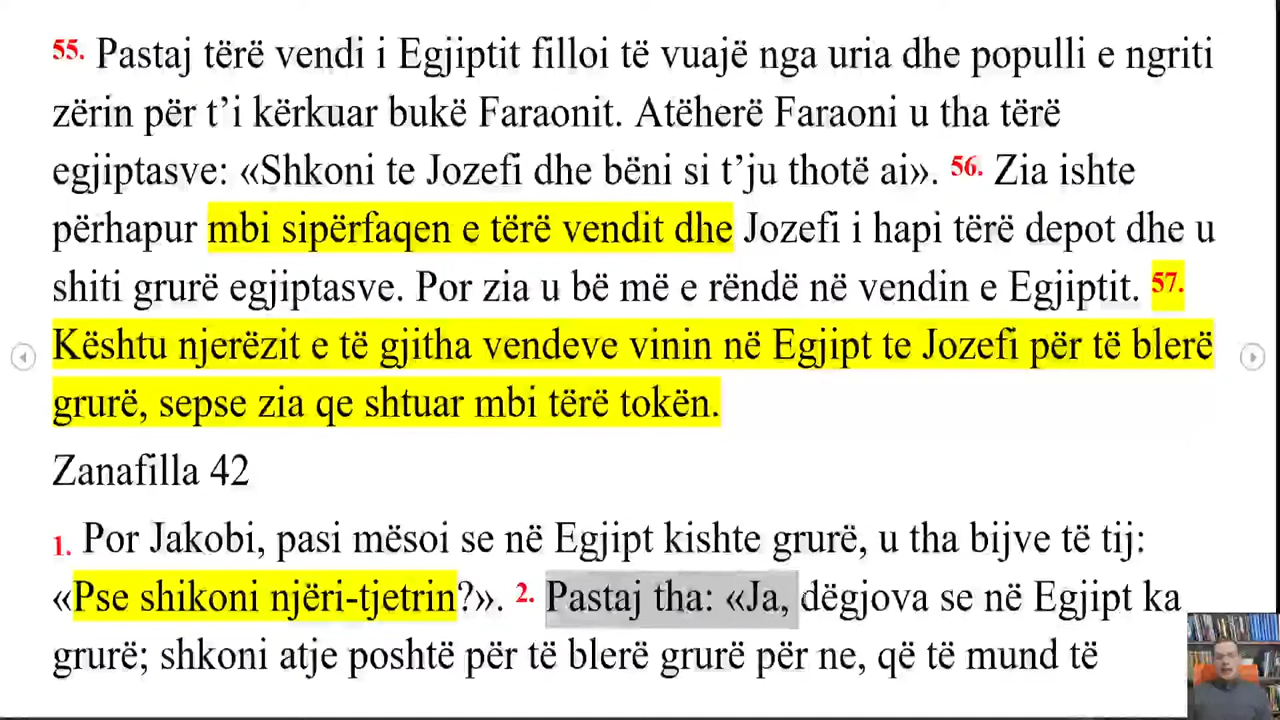 55. Pastaj tërë vendi i Egjiptit filloi të vuajë nga uria dhe populli e ngriti
zërin për t’i kërkuar bukë Faraonit. Atëherë Faraoni u tha tërë
egjiptasve: «Shkoni te Jozefi dhe bëni si t’ju thotë ai». 56. Zia ishte
përhapur mbi sipërfaqen e tërë vendit dhe Jozefi i hapi tërë depot dhe u
shiti grurë egjiptasve. Por zia u bë më e rëndë në vendin e Egjiptit. 57.
Kështu njerëzit e të gjitha vendeve vinin në Egjipt te Jozefi për të blerë
grurë, sepse zia qe shtuar mbi tërë tokën.
Zanafilla 42
1. Por Jakobi, pasi mësoi se në Egjipt kishte grurë, u tha bijve të tij:
«Pse shikoni njëri-tjetrin?». 2. Pastaj tha: «Ja, dëgjova se në Egjipt ka
grurë; shkoni atje poshtë për të blerë grurë për ne, që të mund të